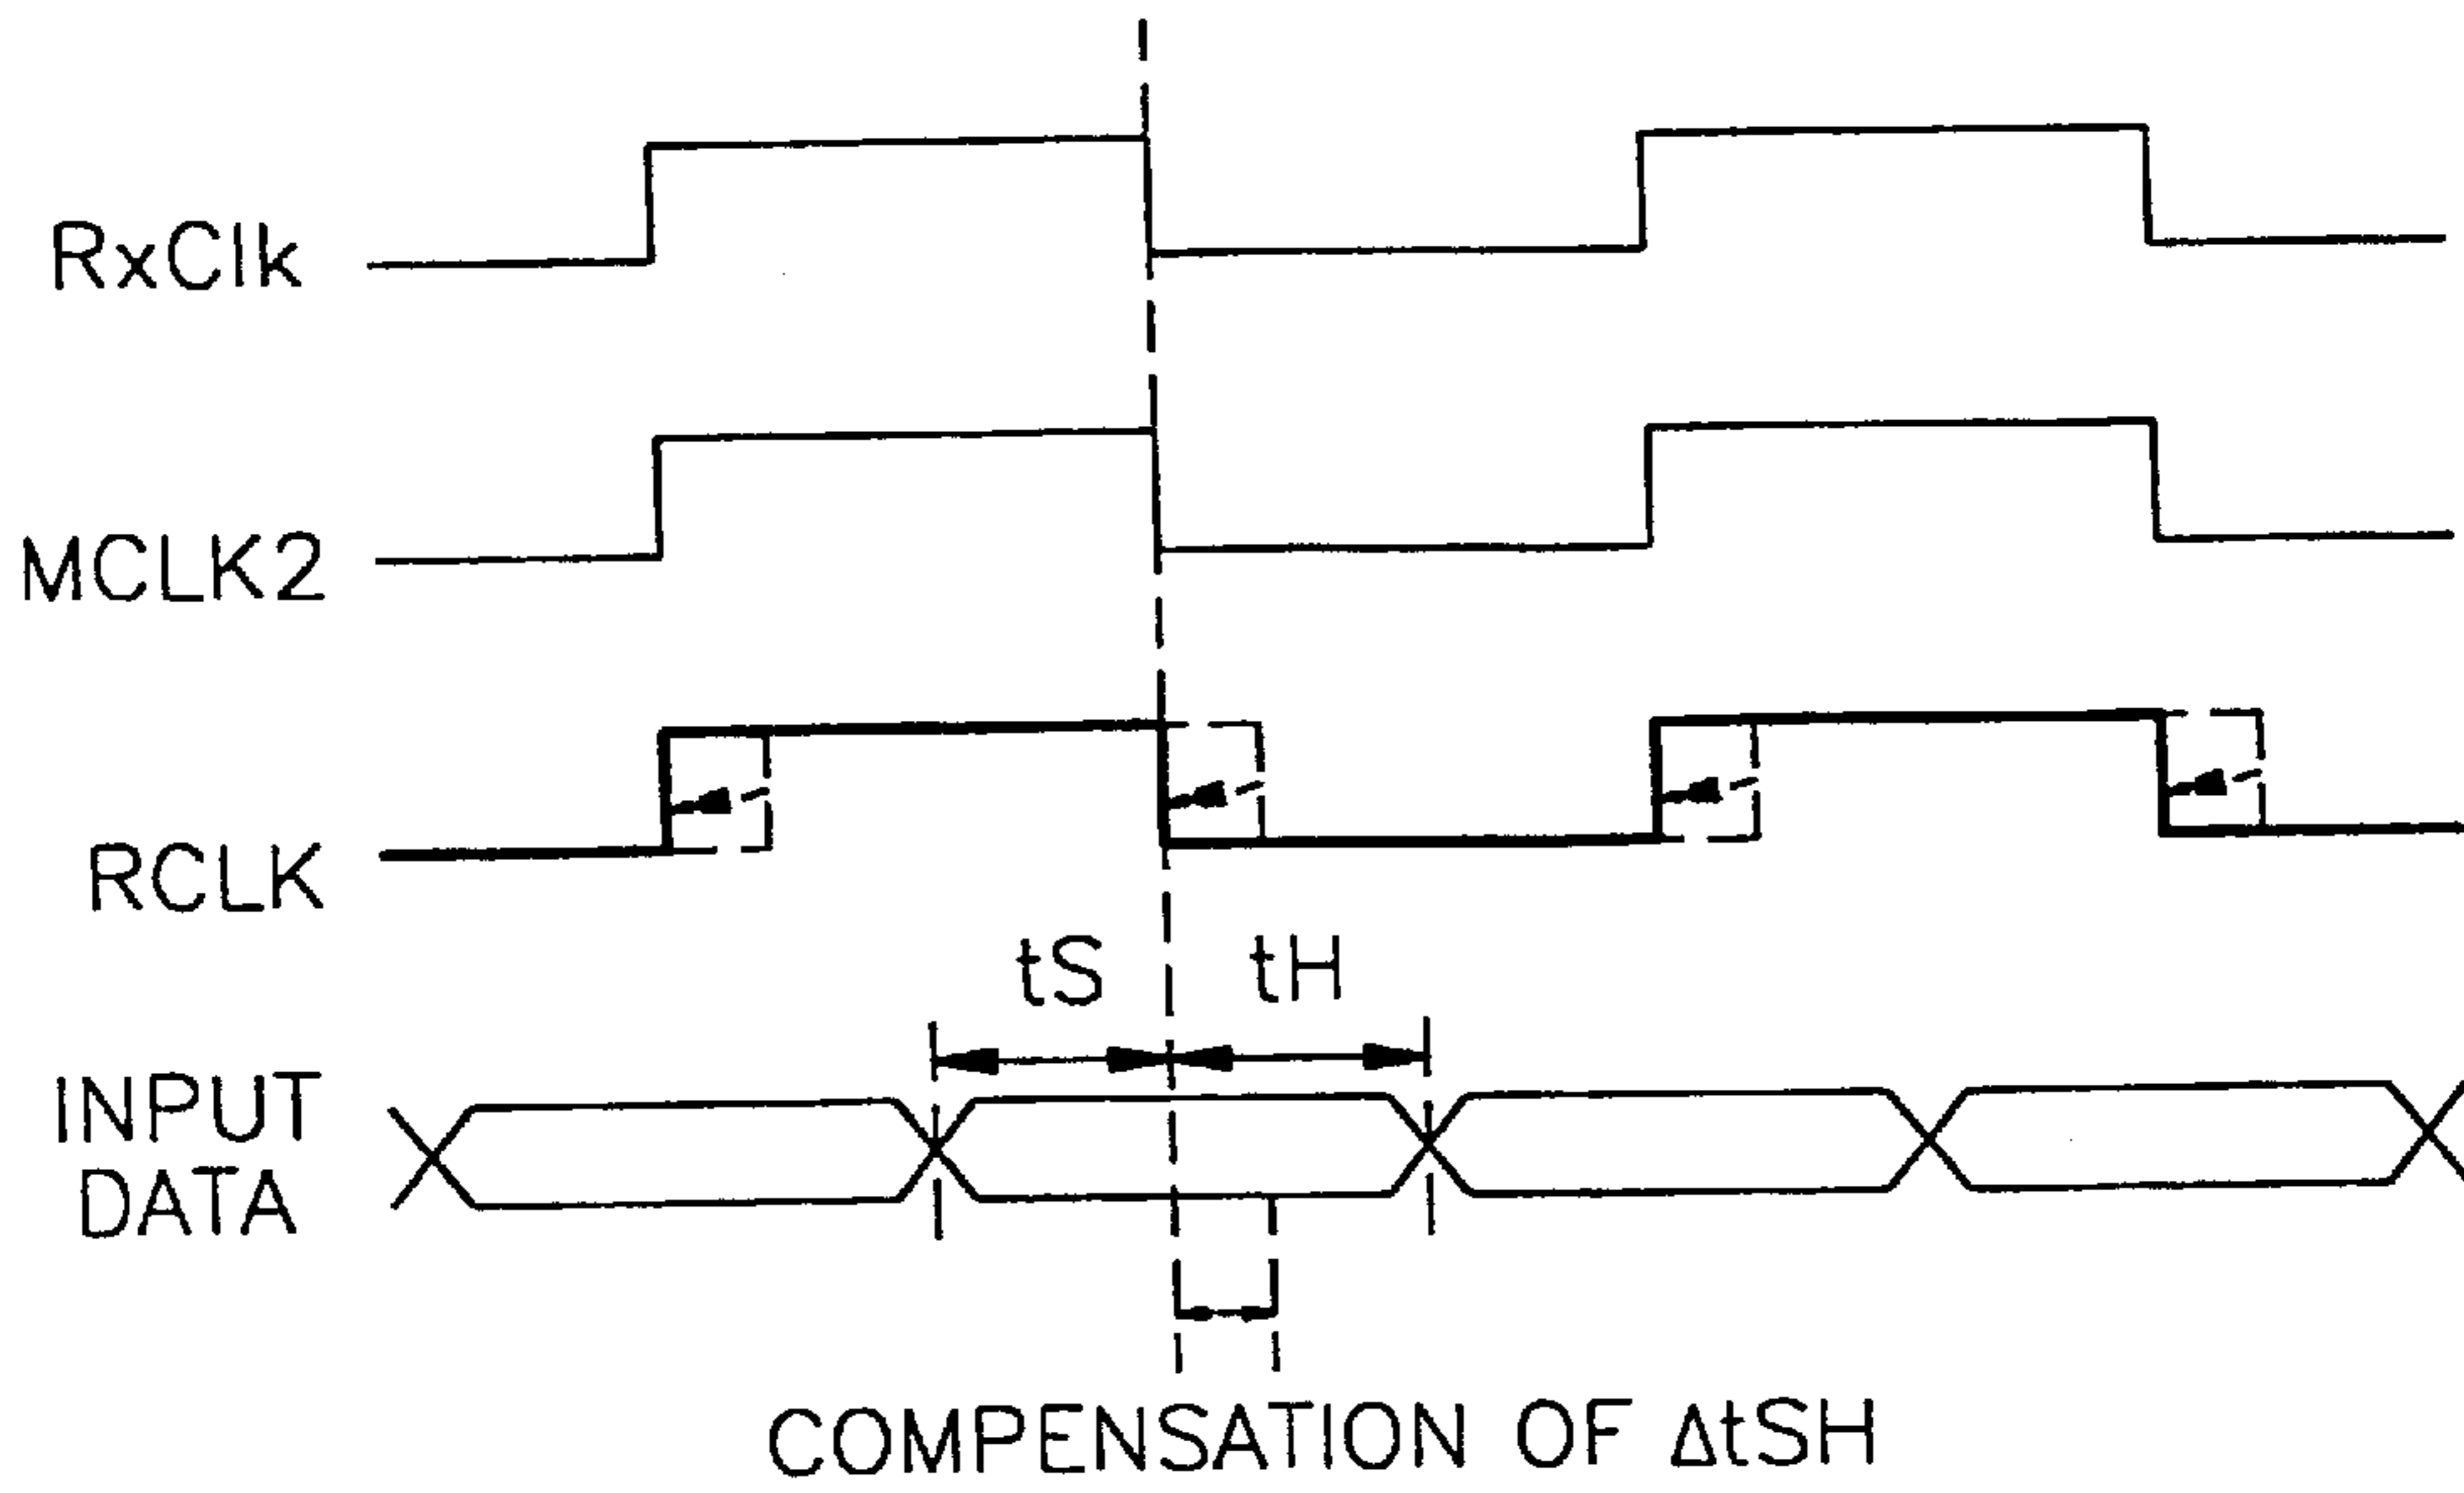 RxClk
MCLK2
RCLK
tS tH
INPUT
DATA
COMPENSATION OF ΔtSH